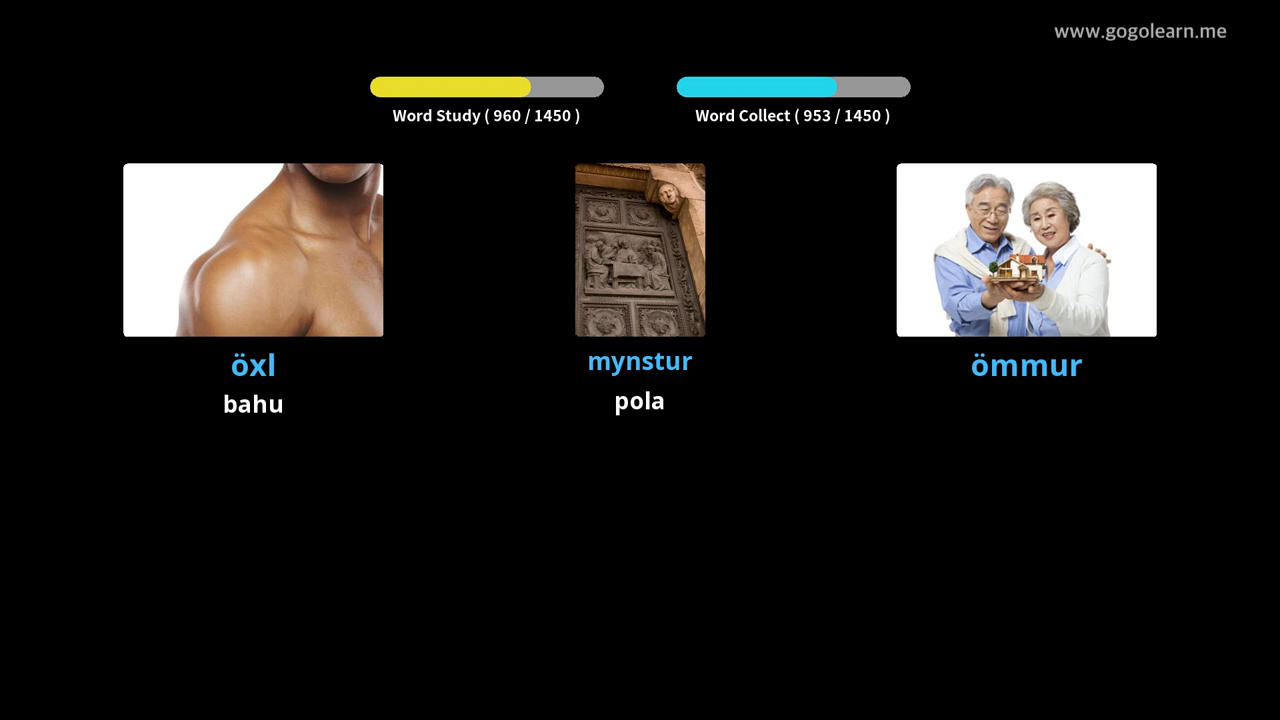 www.gogolearn.me
Word Study ( 960 / 1450 )
Word Collect ( 953 / 1450 )
öxl
mynstur
ömmur
bahu
pola